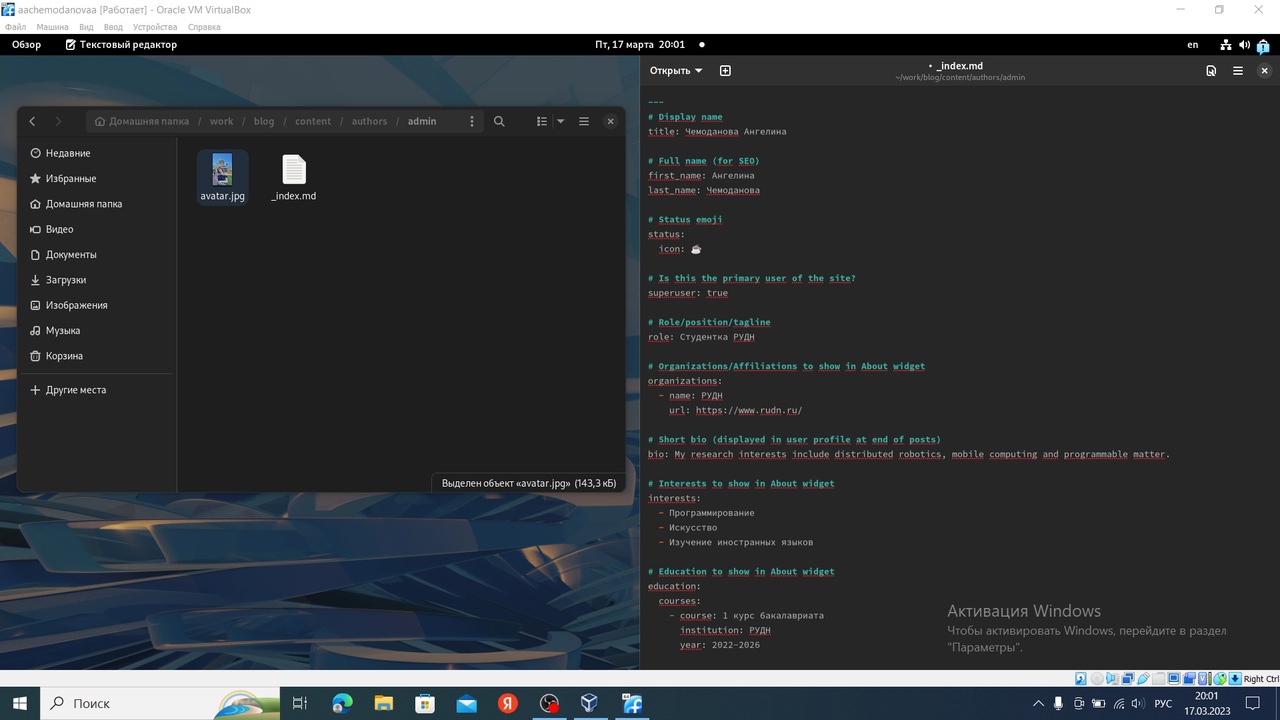 aachemodanovaa [Работает] - Oracle VM VirtualBox
Файл Машина Вид Ввод Устройства Справка
Обзор Текстовый редактор Пт, 17 марта 20:01 en
Домашняя папка / work / blog / content / authors / admin
Недавние
Избранные
Домашняя папка
Видео
Документы
Загрузки
Изображения
Музыка
Корзина
Другие места
avatar.jpg _index.md
Выделен объект «avatar.jpg» (143,3 кБ)
Открыть • _index.md
~/work/blog/content/authors/admin
---
# Display name
title: Чемоданова Ангелина
# Full name (for SEO)
first_name: Ангелина
last_name: Чемоданова
# Status emoji
status:
icon: ☕
# Is this the primary user of the site?
superuser: true
# Role/position/tagline
role: Студентка РУДН
# Organizations/Affiliations to show in About widget
organizations:
- name: РУДН
url: https://www.rudn.ru/
# Short bio (displayed in user profile at end of posts)
bio: My research interests include distributed robotics, mobile computing and programmable matter.
# Interests to show in About widget
interests:
- Программирование
- Искусство
- Изучение иностранных языков
# Education to show in About widget
education:
courses:
- course: 1 курс бакалавриата
institution: РУДН
year: 2022-2026
Активация Windows
Чтобы активировать Windows, перейдите в раздел
"Параметры".
Right Ctrl
Поиск
РУС
20:01
17.03.2023